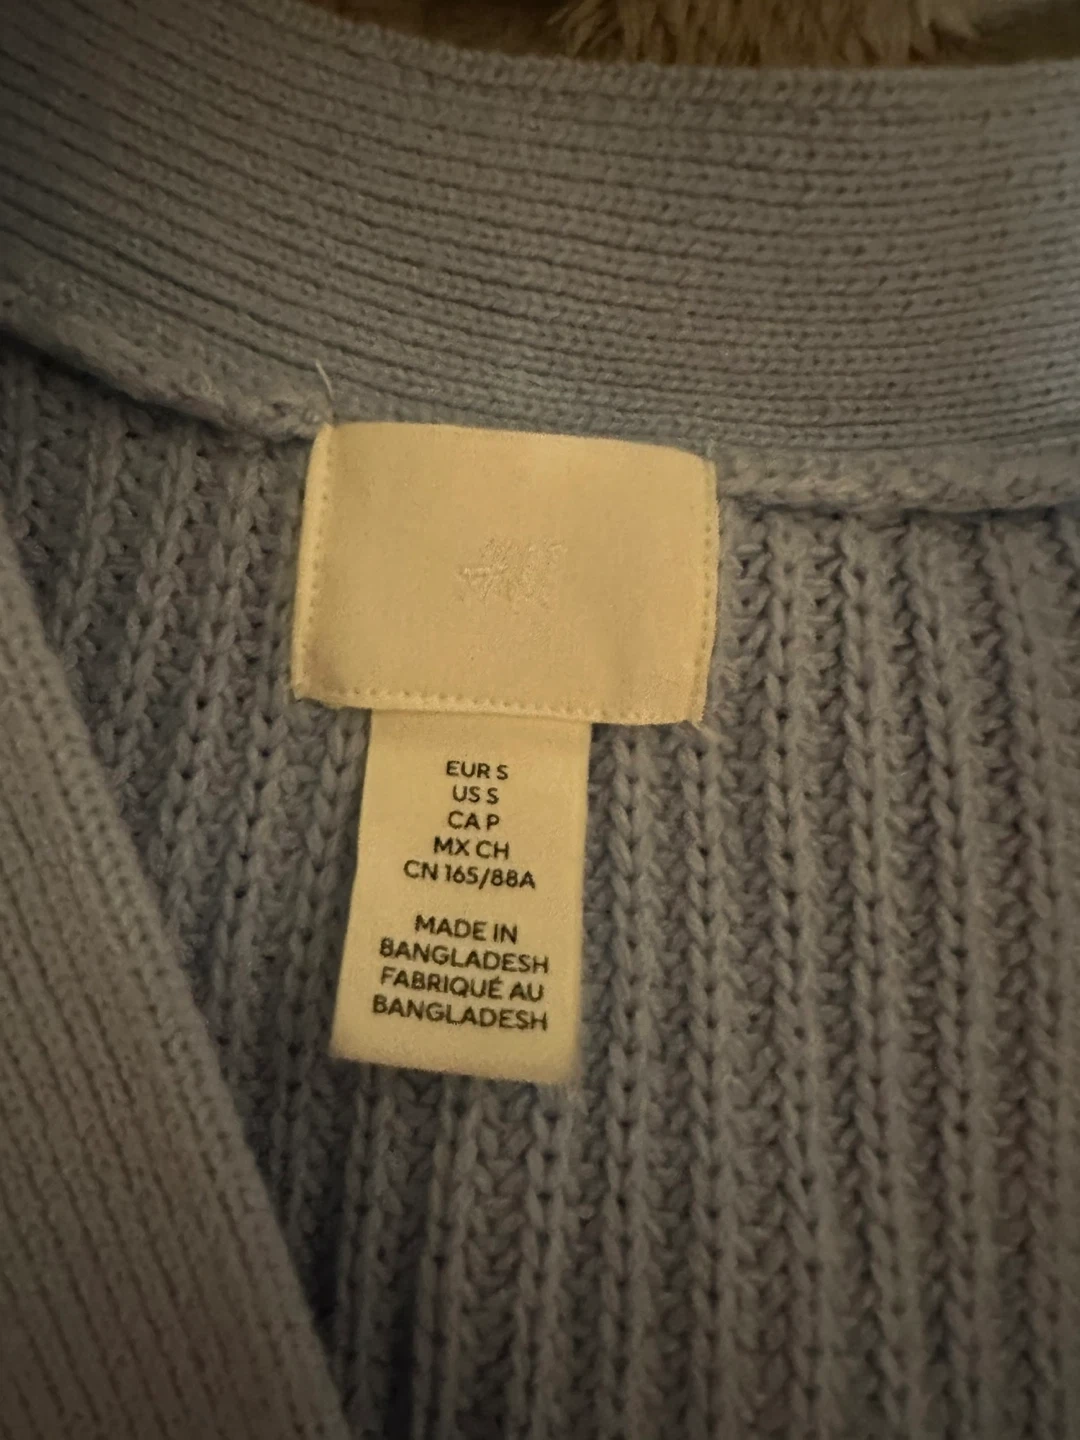 EUR S
US S
CA P
MX CH
CN 165/88A
MADE IN
BANGLADESH
FABRIQUÉ AU
BANGLADESH